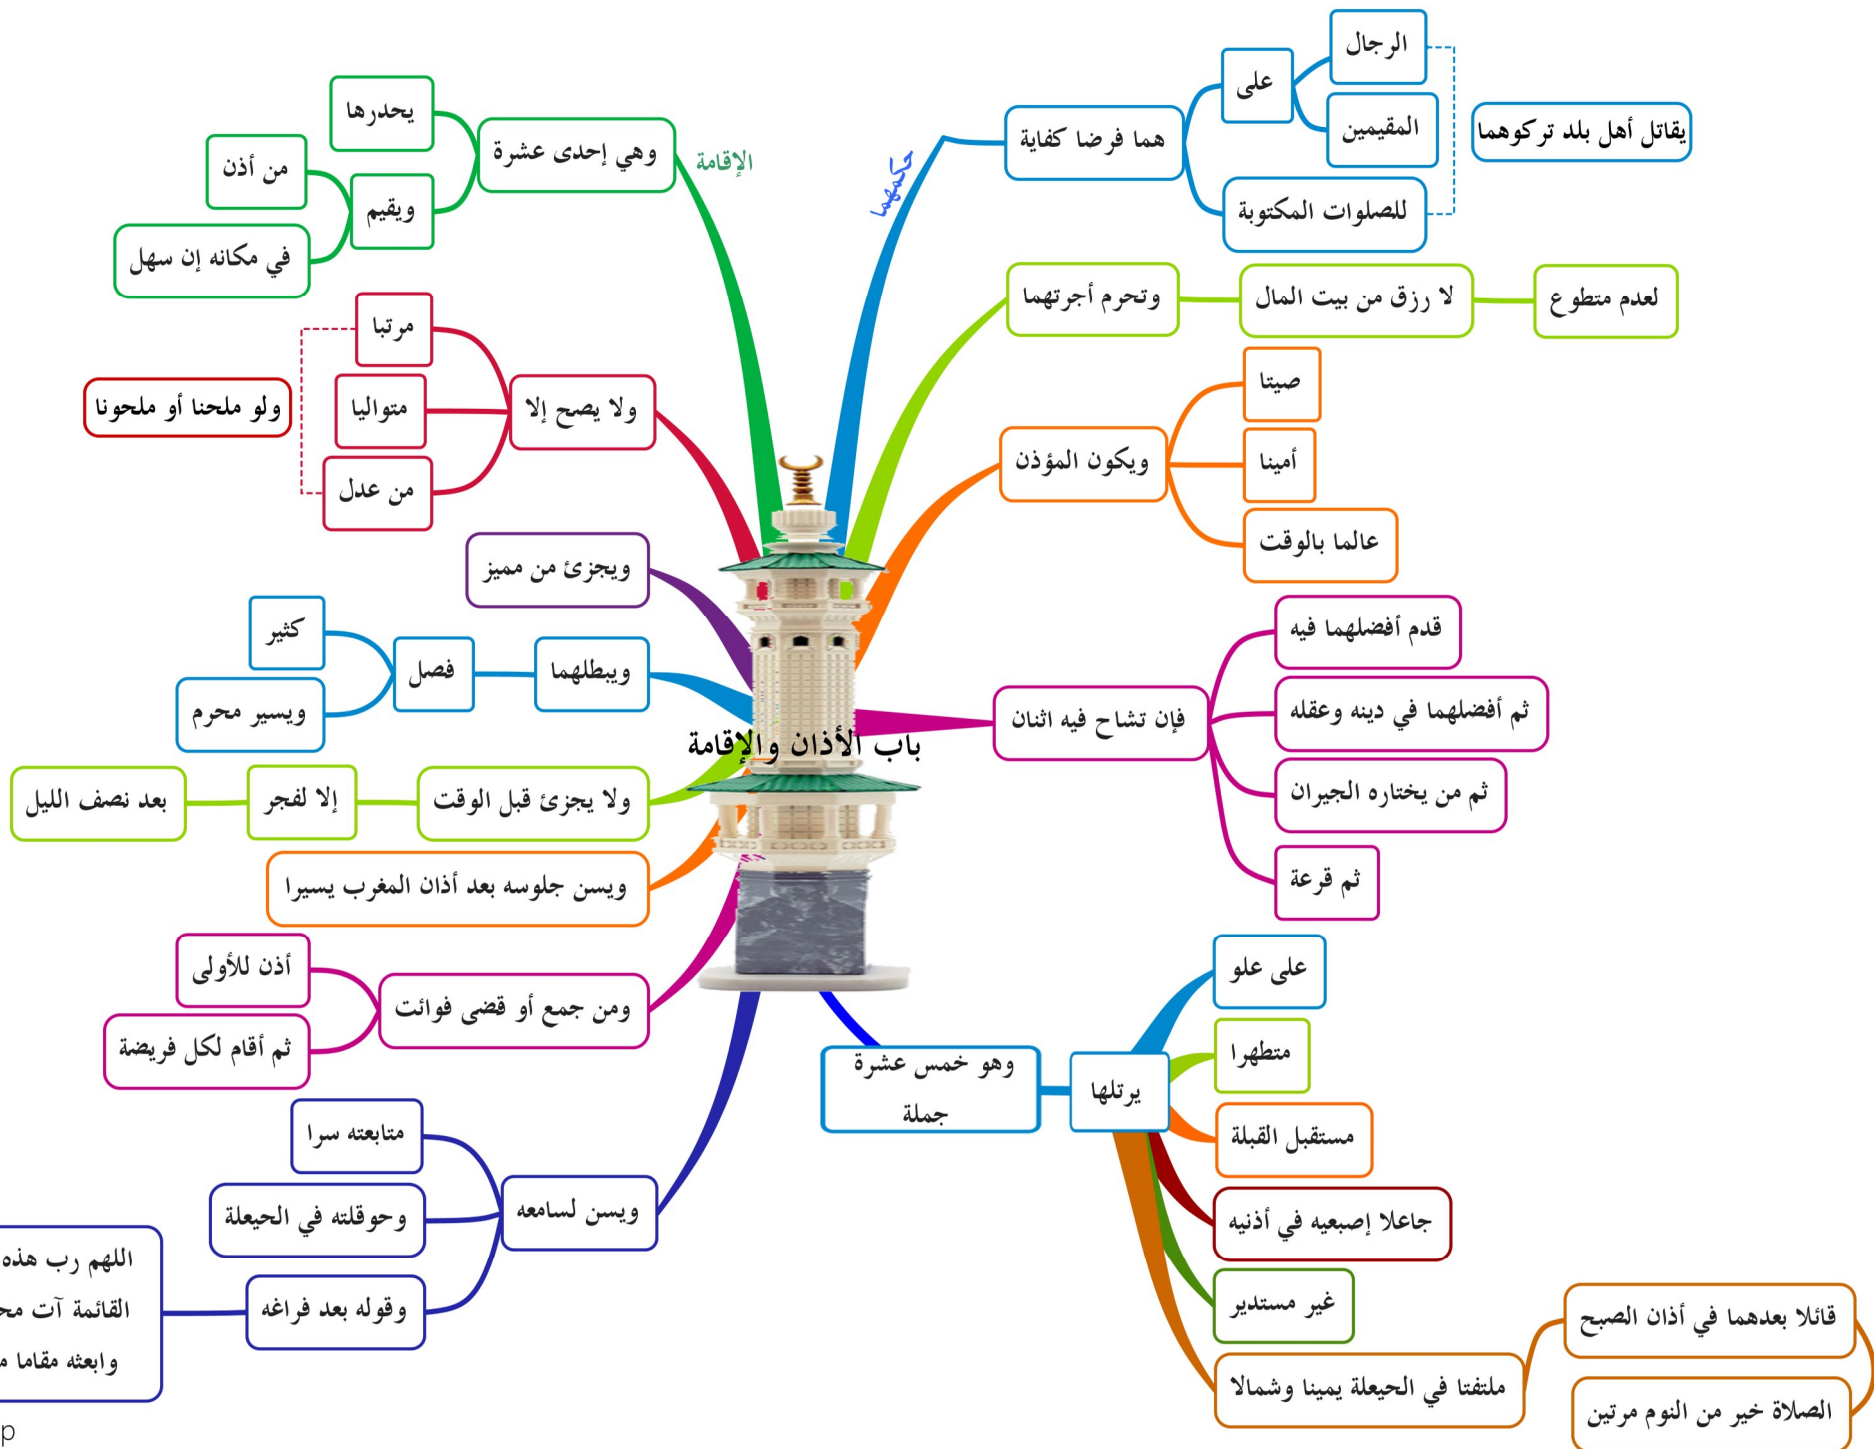 باب الأذان والإقامة
حكمهما
هما فرضا كفاية
على
الرجال
المقيمين
للصلوات المكتوبة
يقاتل أهل بلد تركوهما
وتحرم أجرتهما
لا رزق من بيت المال
لعدم متطوع
ويكون المؤذن
صيتا
أمينا
عالما بالوقت
فإن تشاح فيه اثنان
قدم أفضلهما فيه
ثم أفضلهما في دينه وعقله
ثم من يختاره الجيران
ثم قرعة
وهو خمس عشرة
جملة
يرتلها
على علو
متطهرا
مستقبل القبلة
جاعلا إصبعيه في أذنيه
غير مستدير
ملتفتا في الحيعلة يمينا وشمالا
قائلا بعدهما في أذان الصبح
الصلاة خير من النوم مرتين
الإقامة
وهي إحدى عشرة
يحدرها
ويقيم
من أذن
في مكانه إن سهل
ولا يصح إلا
مرتبا
متواليا
من عدل
ولو ملحنا أو ملحونا
ويجزئ من مميز
ويبطلهما
فصل
كثير
ويسير محرم
ولا يجزئ قبل الوقت
إلا لفجر
بعد نصف الليل
ويسن جلوسه بعد أذان المغرب يسيرا
ومن جمع أو قضى فوائت
أذن للأولى
ثم أقام لكل فريضة
ويسن لسامعه
متابعته سرا
وحوقلته في الحيعلة
وقوله بعد فراغه
اللهم رب هذه
القائمة آت مح
وابعثه مقاما م
p